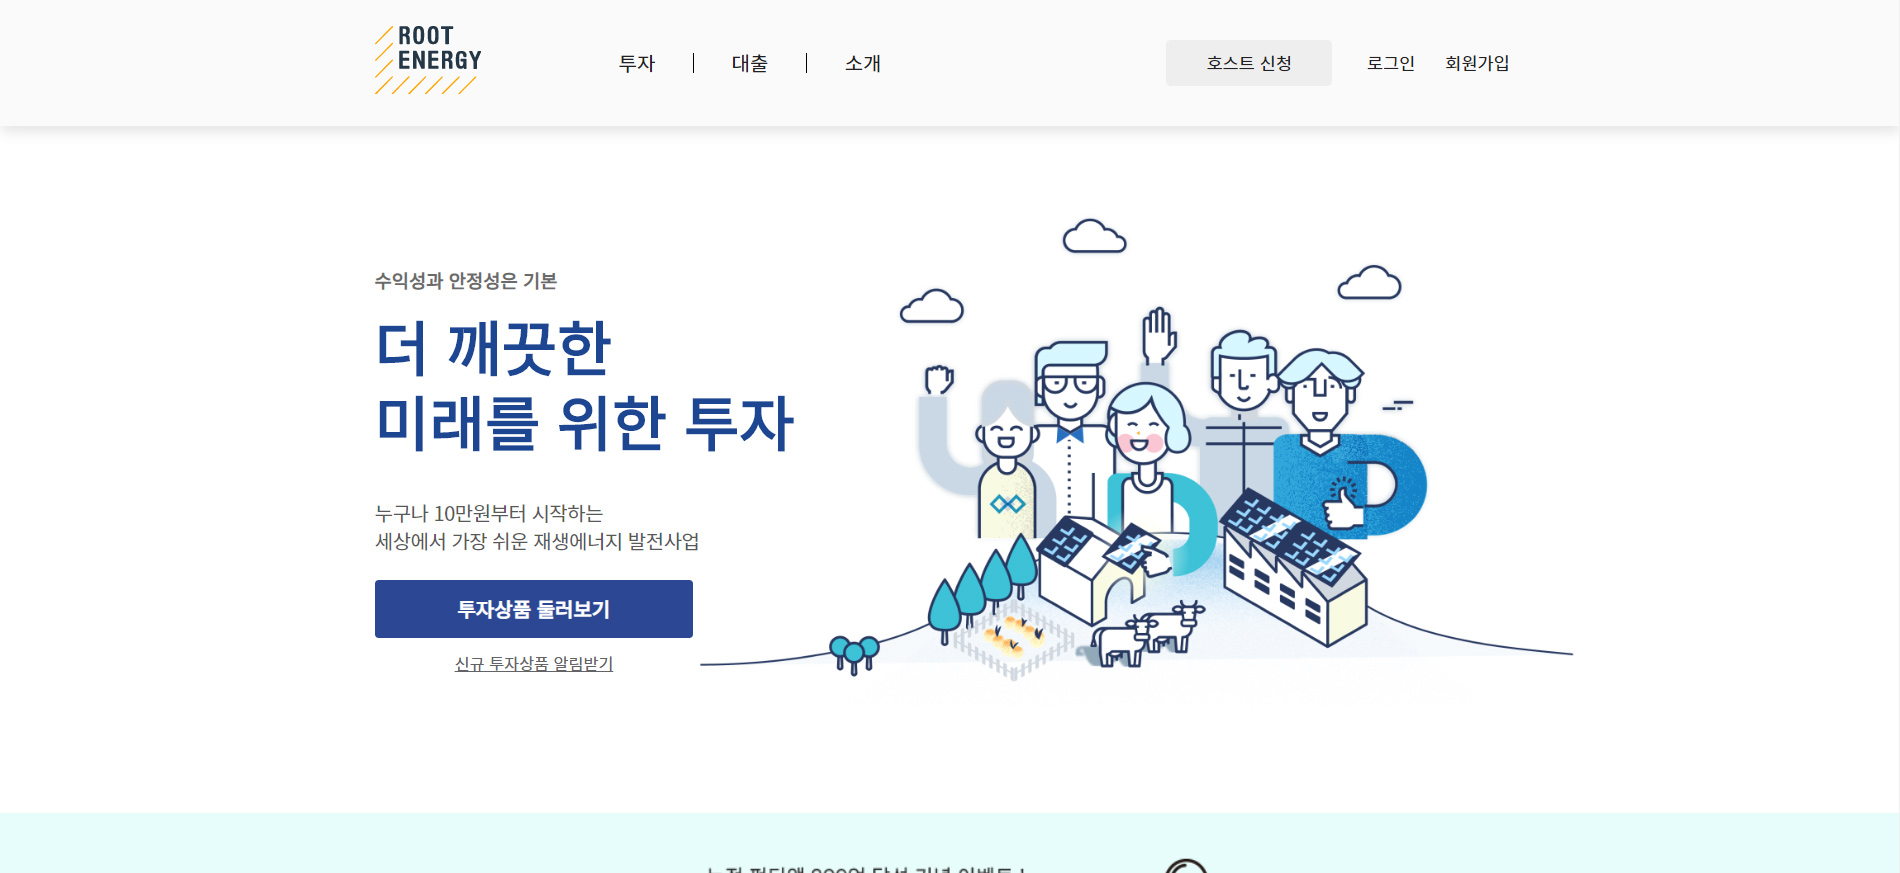 ROOT
ENERGY
투자
대출
소개
호스트 신청
로그인
회원가입
수익성과 안정성은 기본
더 깨끗한
미래를 위한 투자
누구나 10만원부터 시작하는
세상에서 가장 쉬운 재생에너지 발전사업
투자상품 둘러보기
신규 투자상품 알림받기